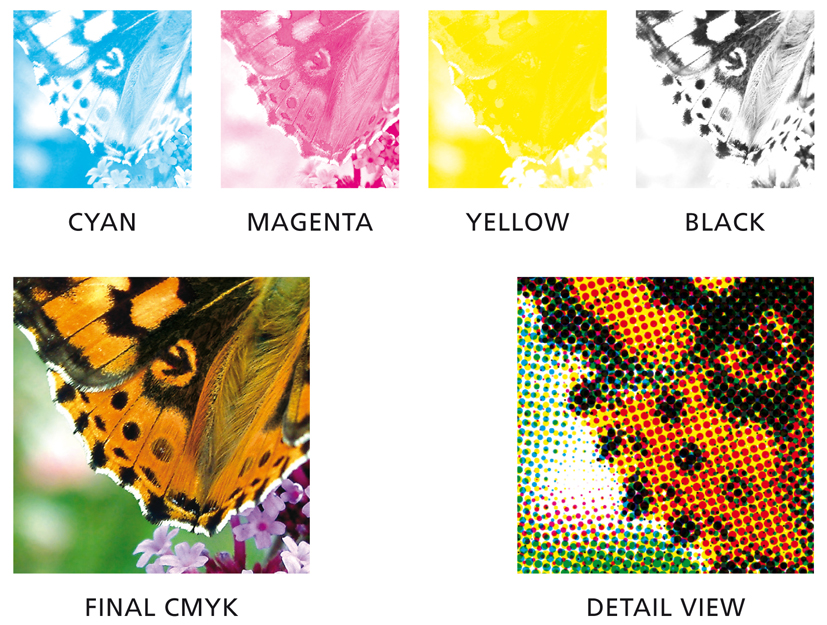 CYAN
MAGENTA
YELLOW
BLACK
FINAL CMYK
DETAIL VIEW